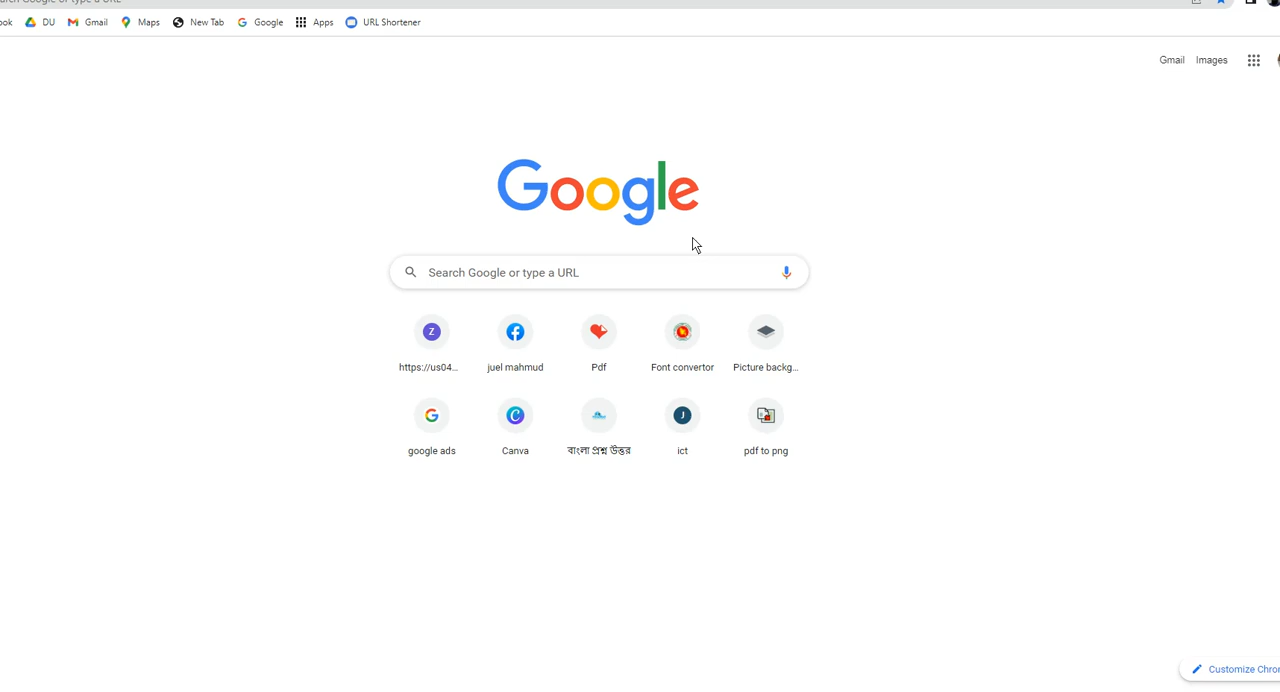 ook DU Gmail Maps New Tab Google Apps URL Shortener
Gmail Images
Google
Search Google or type a URL
Z
https://us04... juel mahmud Pdf Font convertor Picture backg...
G C J
google ads Canva বাংলা প্রশ্ন উত্তর ict pdf to png
Customize Chro